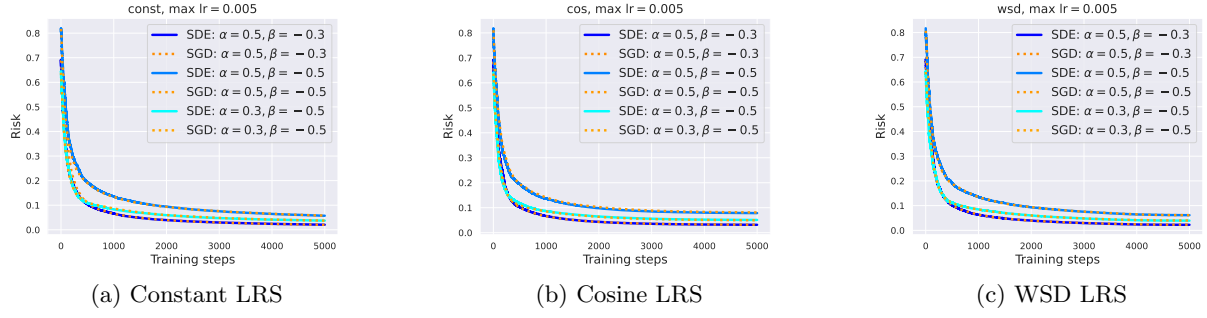 const, max lr = 0.005
Risk
0.8
0.7
0.6
0.5
0.4
0.3
0.2
0.1
0.0
SDE: α = 0.5, β = −0.3
SGD: α = 0.5, β = −0.3
SDE: α = 0.5, β = −0.5
SGD: α = 0.5, β = −0.5
SDE: α = 0.3, β = −0.5
SGD: α = 0.3, β = −0.5
0 1000 2000 3000 4000 5000
Training steps
(a) Constant LRS
cos, max lr = 0.005
Risk
0.8
0.7
0.6
0.5
0.4
0.3
0.2
0.1
0.0
SDE: α = 0.5, β = −0.3
SGD: α = 0.5, β = −0.3
SDE: α = 0.5, β = −0.5
SGD: α = 0.5, β = −0.5
SDE: α = 0.3, β = −0.5
SGD: α = 0.3, β = −0.5
0 1000 2000 3000 4000 5000
Training steps
(b) Cosine LRS
wsd, max lr = 0.005
Risk
0.8
0.7
0.6
0.5
0.4
0.3
0.2
0.1
0.0
SDE: α = 0.5, β = −0.3
SGD: α = 0.5, β = −0.3
SDE: α = 0.5, β = −0.5
SGD: α = 0.5, β = −0.5
SDE: α = 0.3, β = −0.5
SGD: α = 0.3, β = −0.5
0 1000 2000 3000 4000 5000
Training steps
(c) WSD LRS